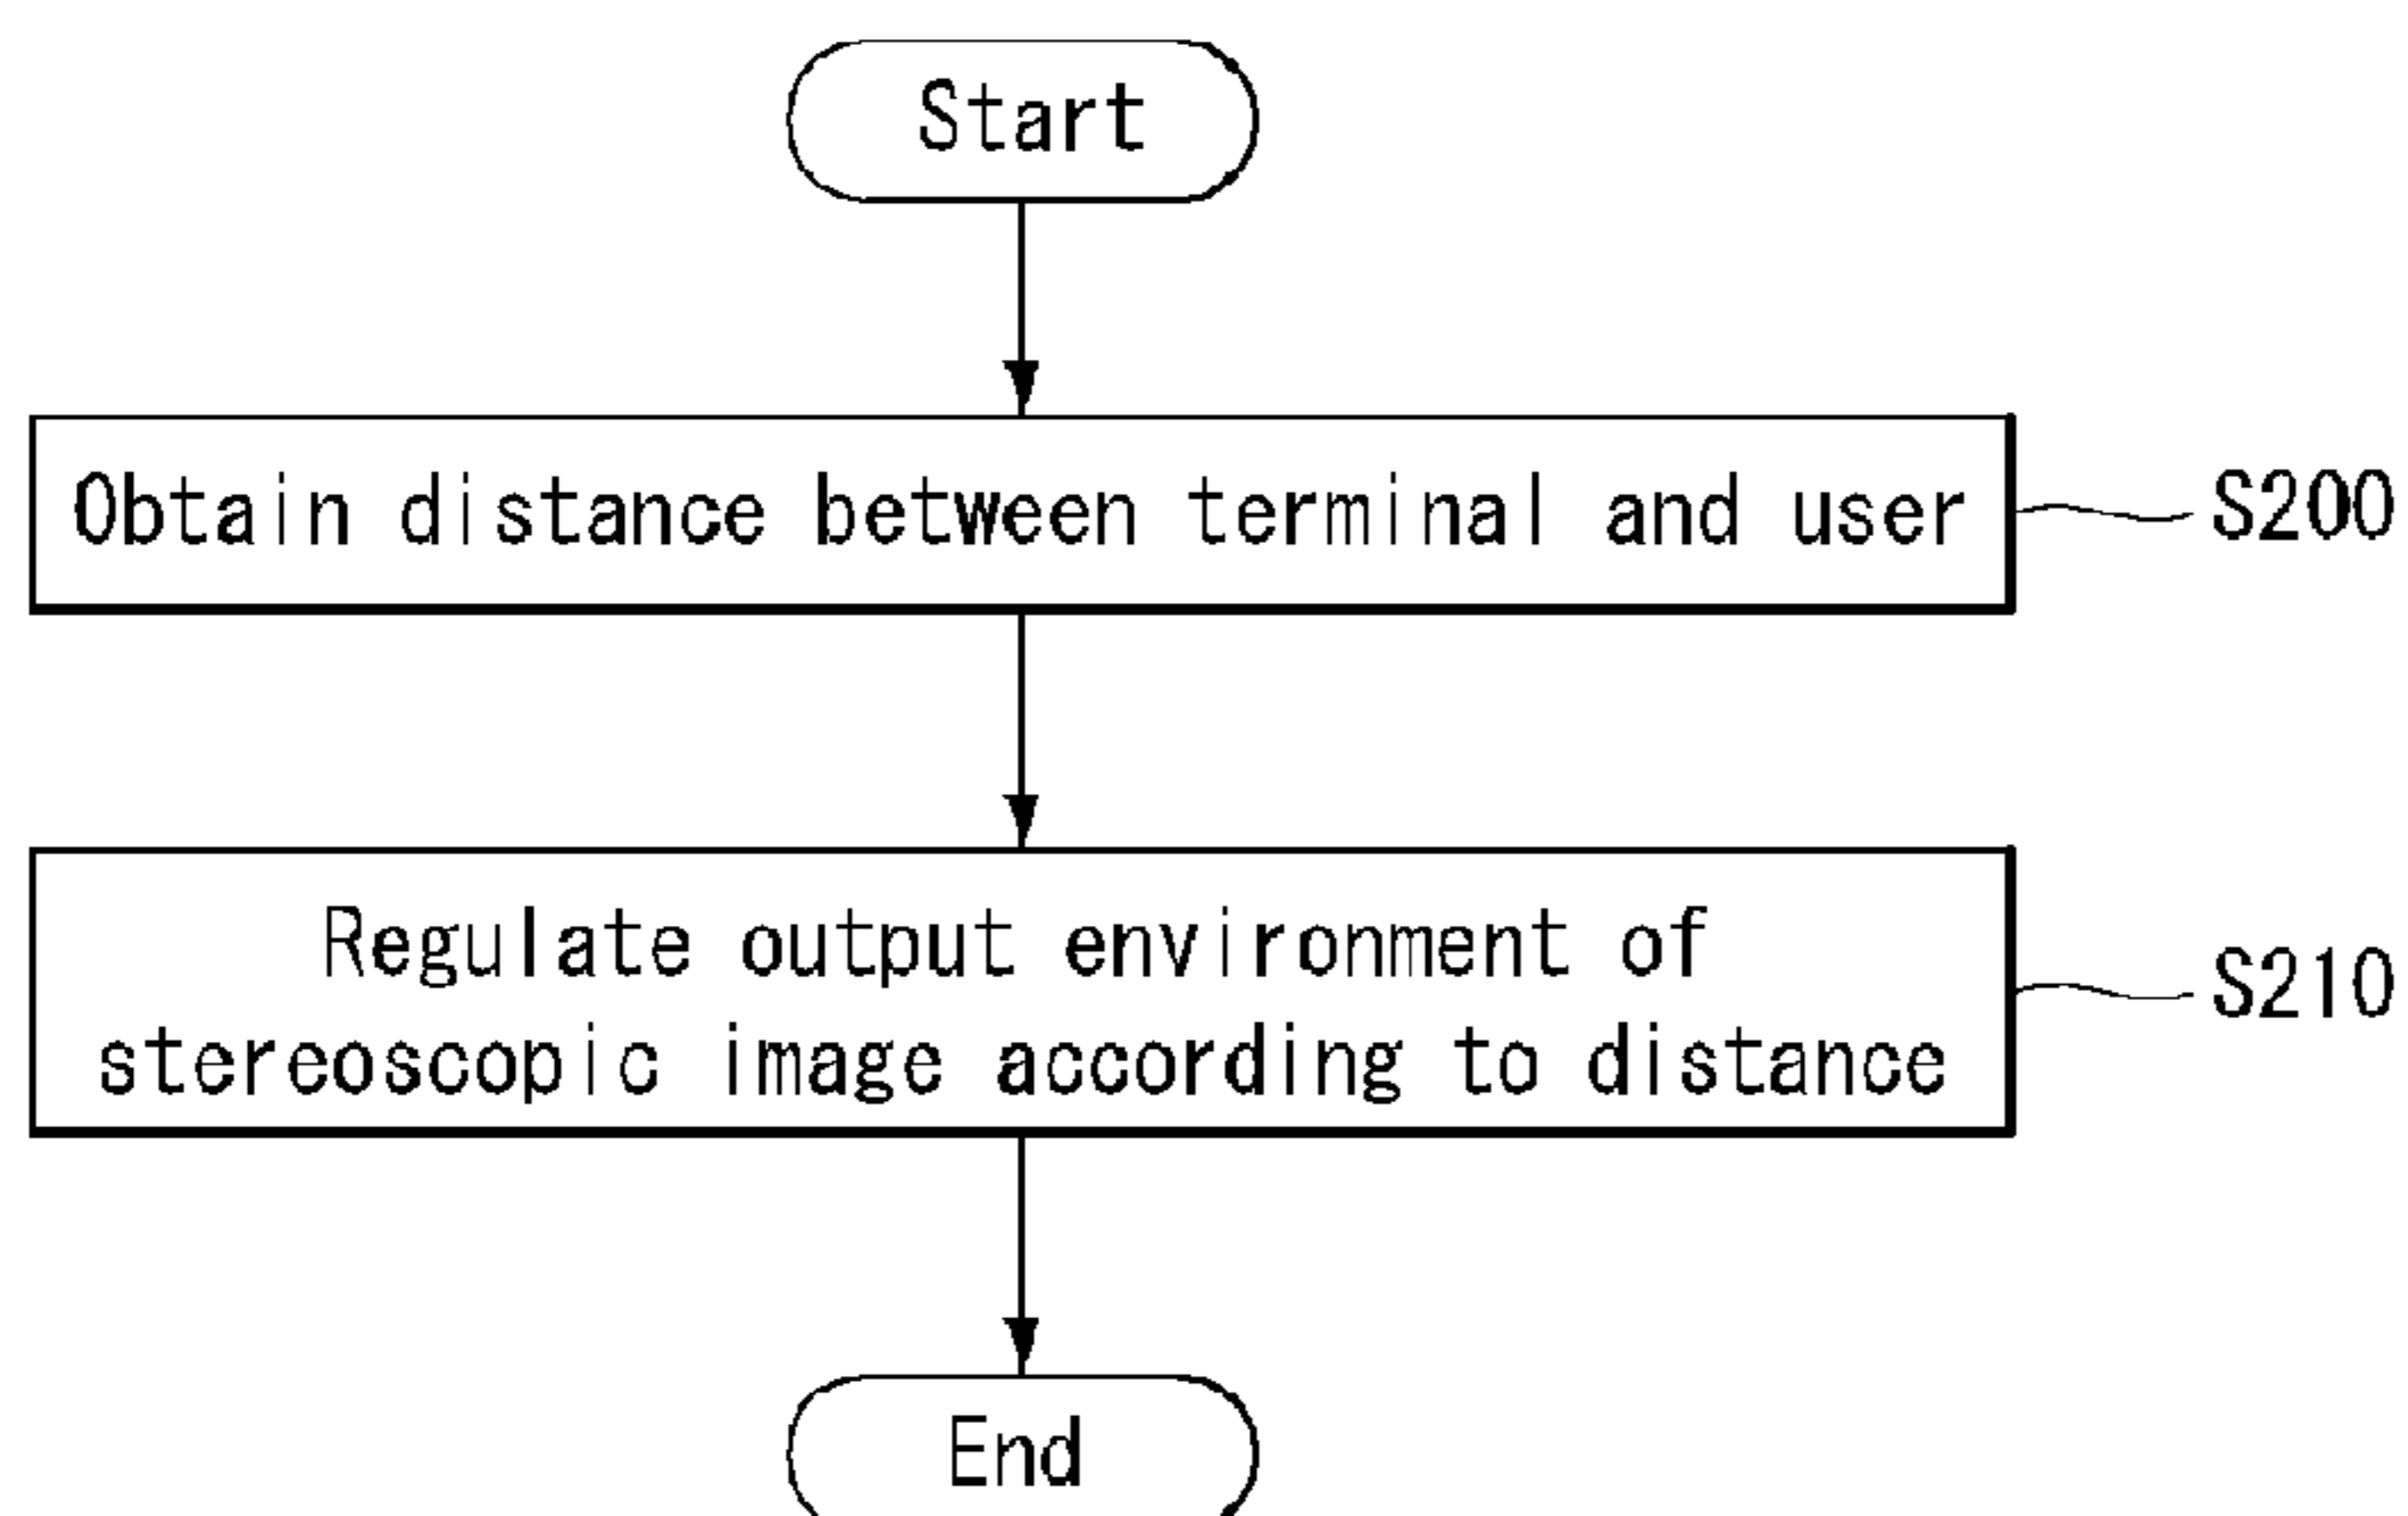 Start
Obtain distance between terminal and user
S200
Regulate output environment of
stereoscopic image according to distance
S210
End